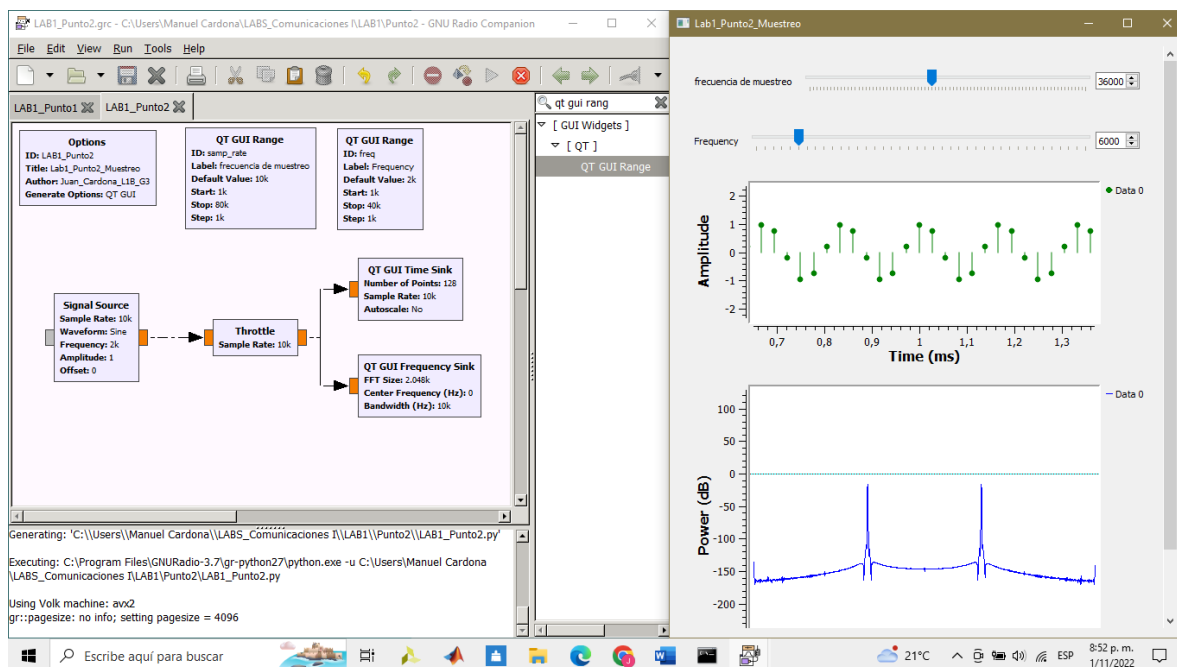 LAB1_Punto2.grc - C:\Users\Manuel Cardona\LABS_Comunicaciones I\LAB1\Punto2 - GNU Radio Companion
File Edit View Run Tools Help
LAB1_Punto1
LAB1_Punto2
Options
ID: LAB1_Punto2
Title: Lab1_Punto2_Muestreo
Author: Juan_Cardona_L1B_G3
Generate Options: QT GUI
QT GUI Range
ID: samp_rate
Label: frecuencia de muestreo
Default Value: 10k
Start: 1k
Stop: 80k
Step: 1k
QT GUI Range
ID: freq
Label: Frequency
Default Value: 2k
Start: 1k
Stop: 40k
Step: 1k
Signal Source
Sample Rate: 10k
Waveform: Sine
Frequency: 2k
Amplitude: 1
Offset: 0
Throttle
Sample Rate: 10k
QT GUI Time Sink
Number of Points: 128
Sample Rate: 10k
Autoscale: No
QT GUI Frequency Sink
FFT Size: 2.048k
Center Frequency (Hz): 0
Bandwidth (Hz): 10k
qt gui rang
[ GUI Widgets ]
[ QT ]
QT GUI Range
Generating: 'C:\\Users\\Manuel Cardona\\LABS_Comunicaciones I\\LAB1\\Punto2\\LAB1_Punto2.py'
Executing: C:\Program Files\GNURadio-3.7\gr-python27\python.exe -u C:\Users\Manuel Cardona
\LABS_Comunicaciones I\LAB1\Punto2\LAB1_Punto2.py
Using Volk machine: avx2
gr::pagesize: no info; setting pagesize = 4096
Lab1_Punto2_Muestreo
frecuencia de muestreo
36000
Frequency
6000
Data 0
Amplitude
2
1
0
-1
-2
0,7 0,8 0,9 1 1,1 1,2 1,3
Time (ms)
Data 0
Power (dB)
100
50
0
-50
-100
-150
-200
Escribe aquí para buscar
21°C
ESP
8:52 p. m.
1/11/2022